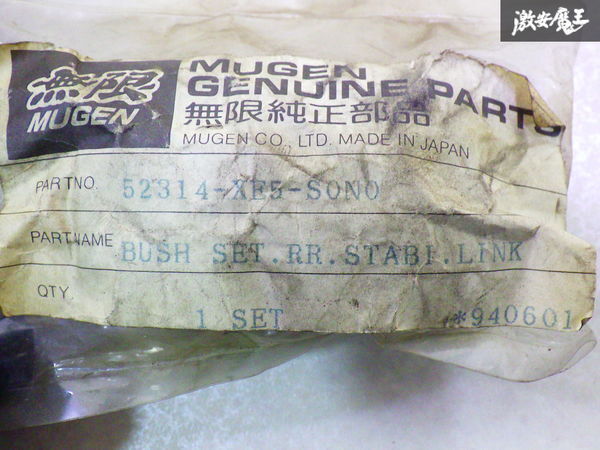 激安魔王
無限
MUGEN
MUGEN
GENUINE PARTS
無限純正部品
MUGEN CO., LTD. MADE IN JAPAN
PART NO. 52314-XE5-S0N0
PART NAME BUSH SET.RR.STABI.LINK
QTY. 1 SET *940601